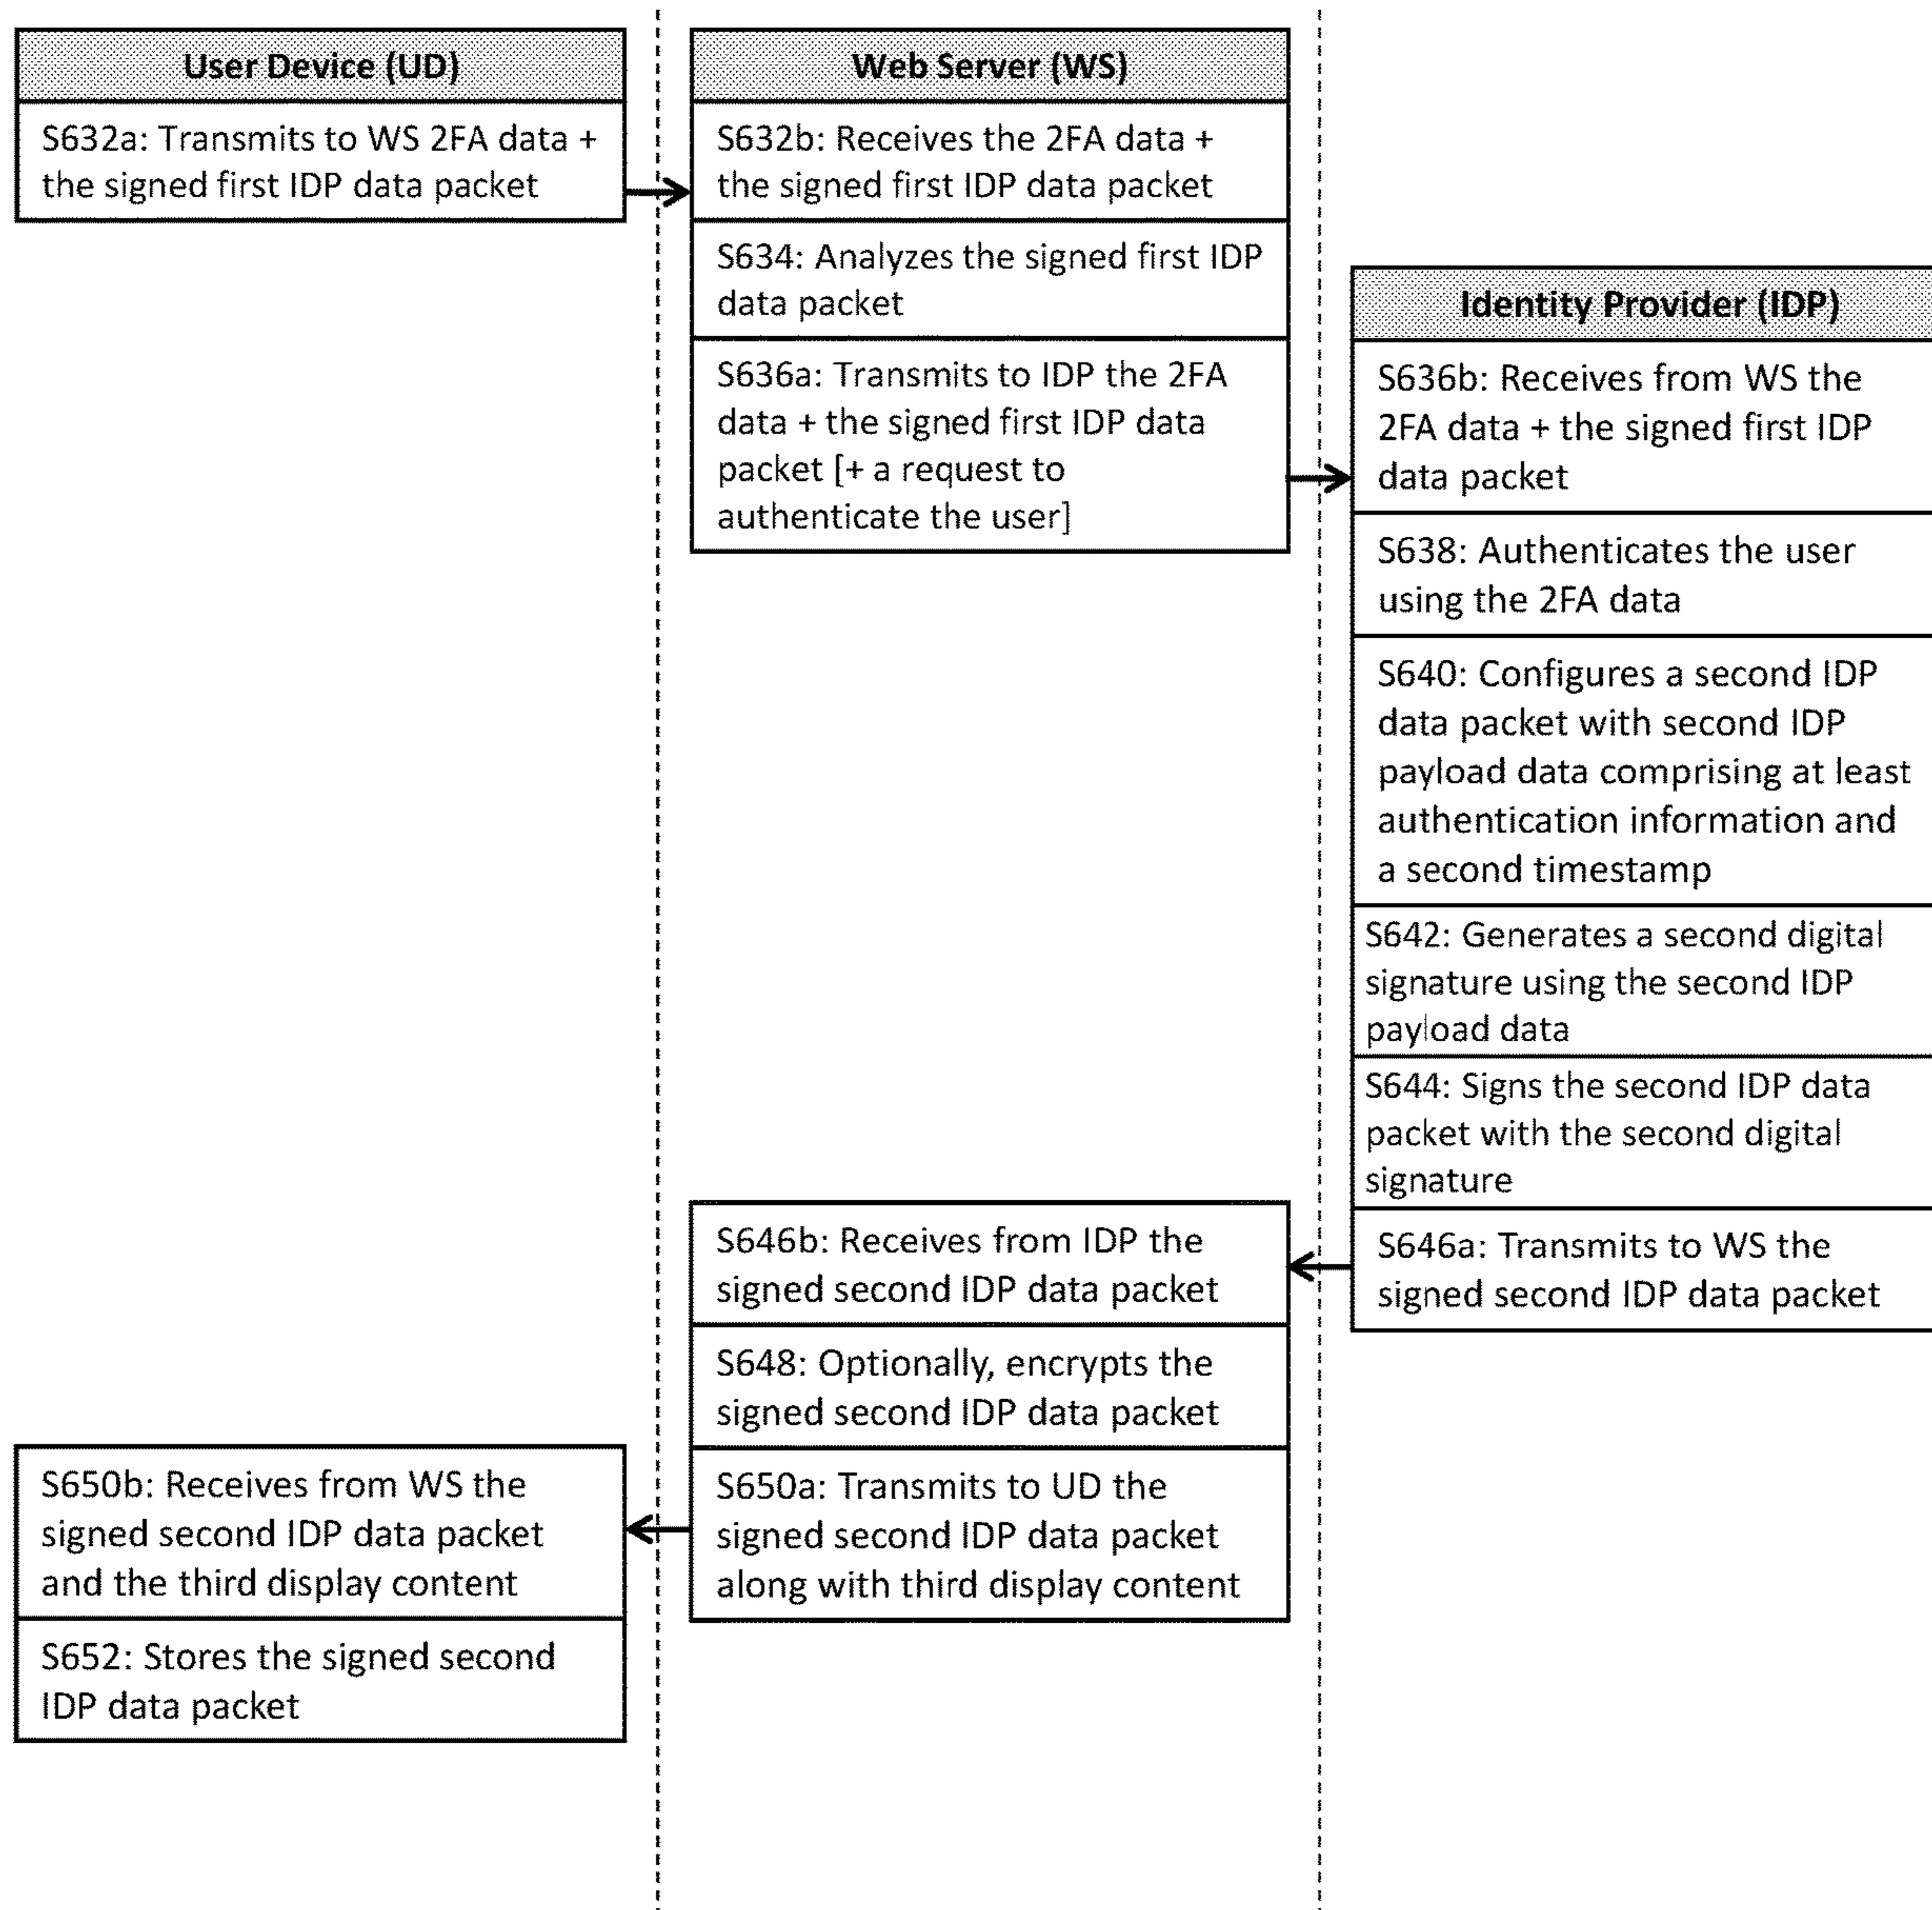 User Device (UD)
S632a: Transmits to WS 2FA data +
the signed first IDP data packet
Web Server (WS)
S632b: Receives the 2FA data +
the signed first IDP data packet
S634: Analyzes the signed first IDP
data packet
S636a: Transmits to IDP the 2FA
data + the signed first IDP data
packet [+ a request to
authenticate the user]
Identity Provider (IDP)
S636b: Receives from WS the
2FA data + the signed first IDP
data packet
S638: Authenticates the user
using the 2FA data
S640: Configures a second IDP
data packet with second IDP
payload data comprising at least
authentication information and
a second timestamp
S642: Generates a second digital
signature using the second IDP
payload data
S644: Signs the second IDP data
packet with the second digital
signature
S646a: Transmits to WS the
signed second IDP data packet
S646b: Receives from IDP the
signed second IDP data packet
S648: Optionally, encrypts the
signed second IDP data packet
S650a: Transmits to UD the
signed second IDP data packet
along with third display content
S650b: Receives from WS the
signed second IDP data packet
and the third display content
S652: Stores the signed second
IDP data packet